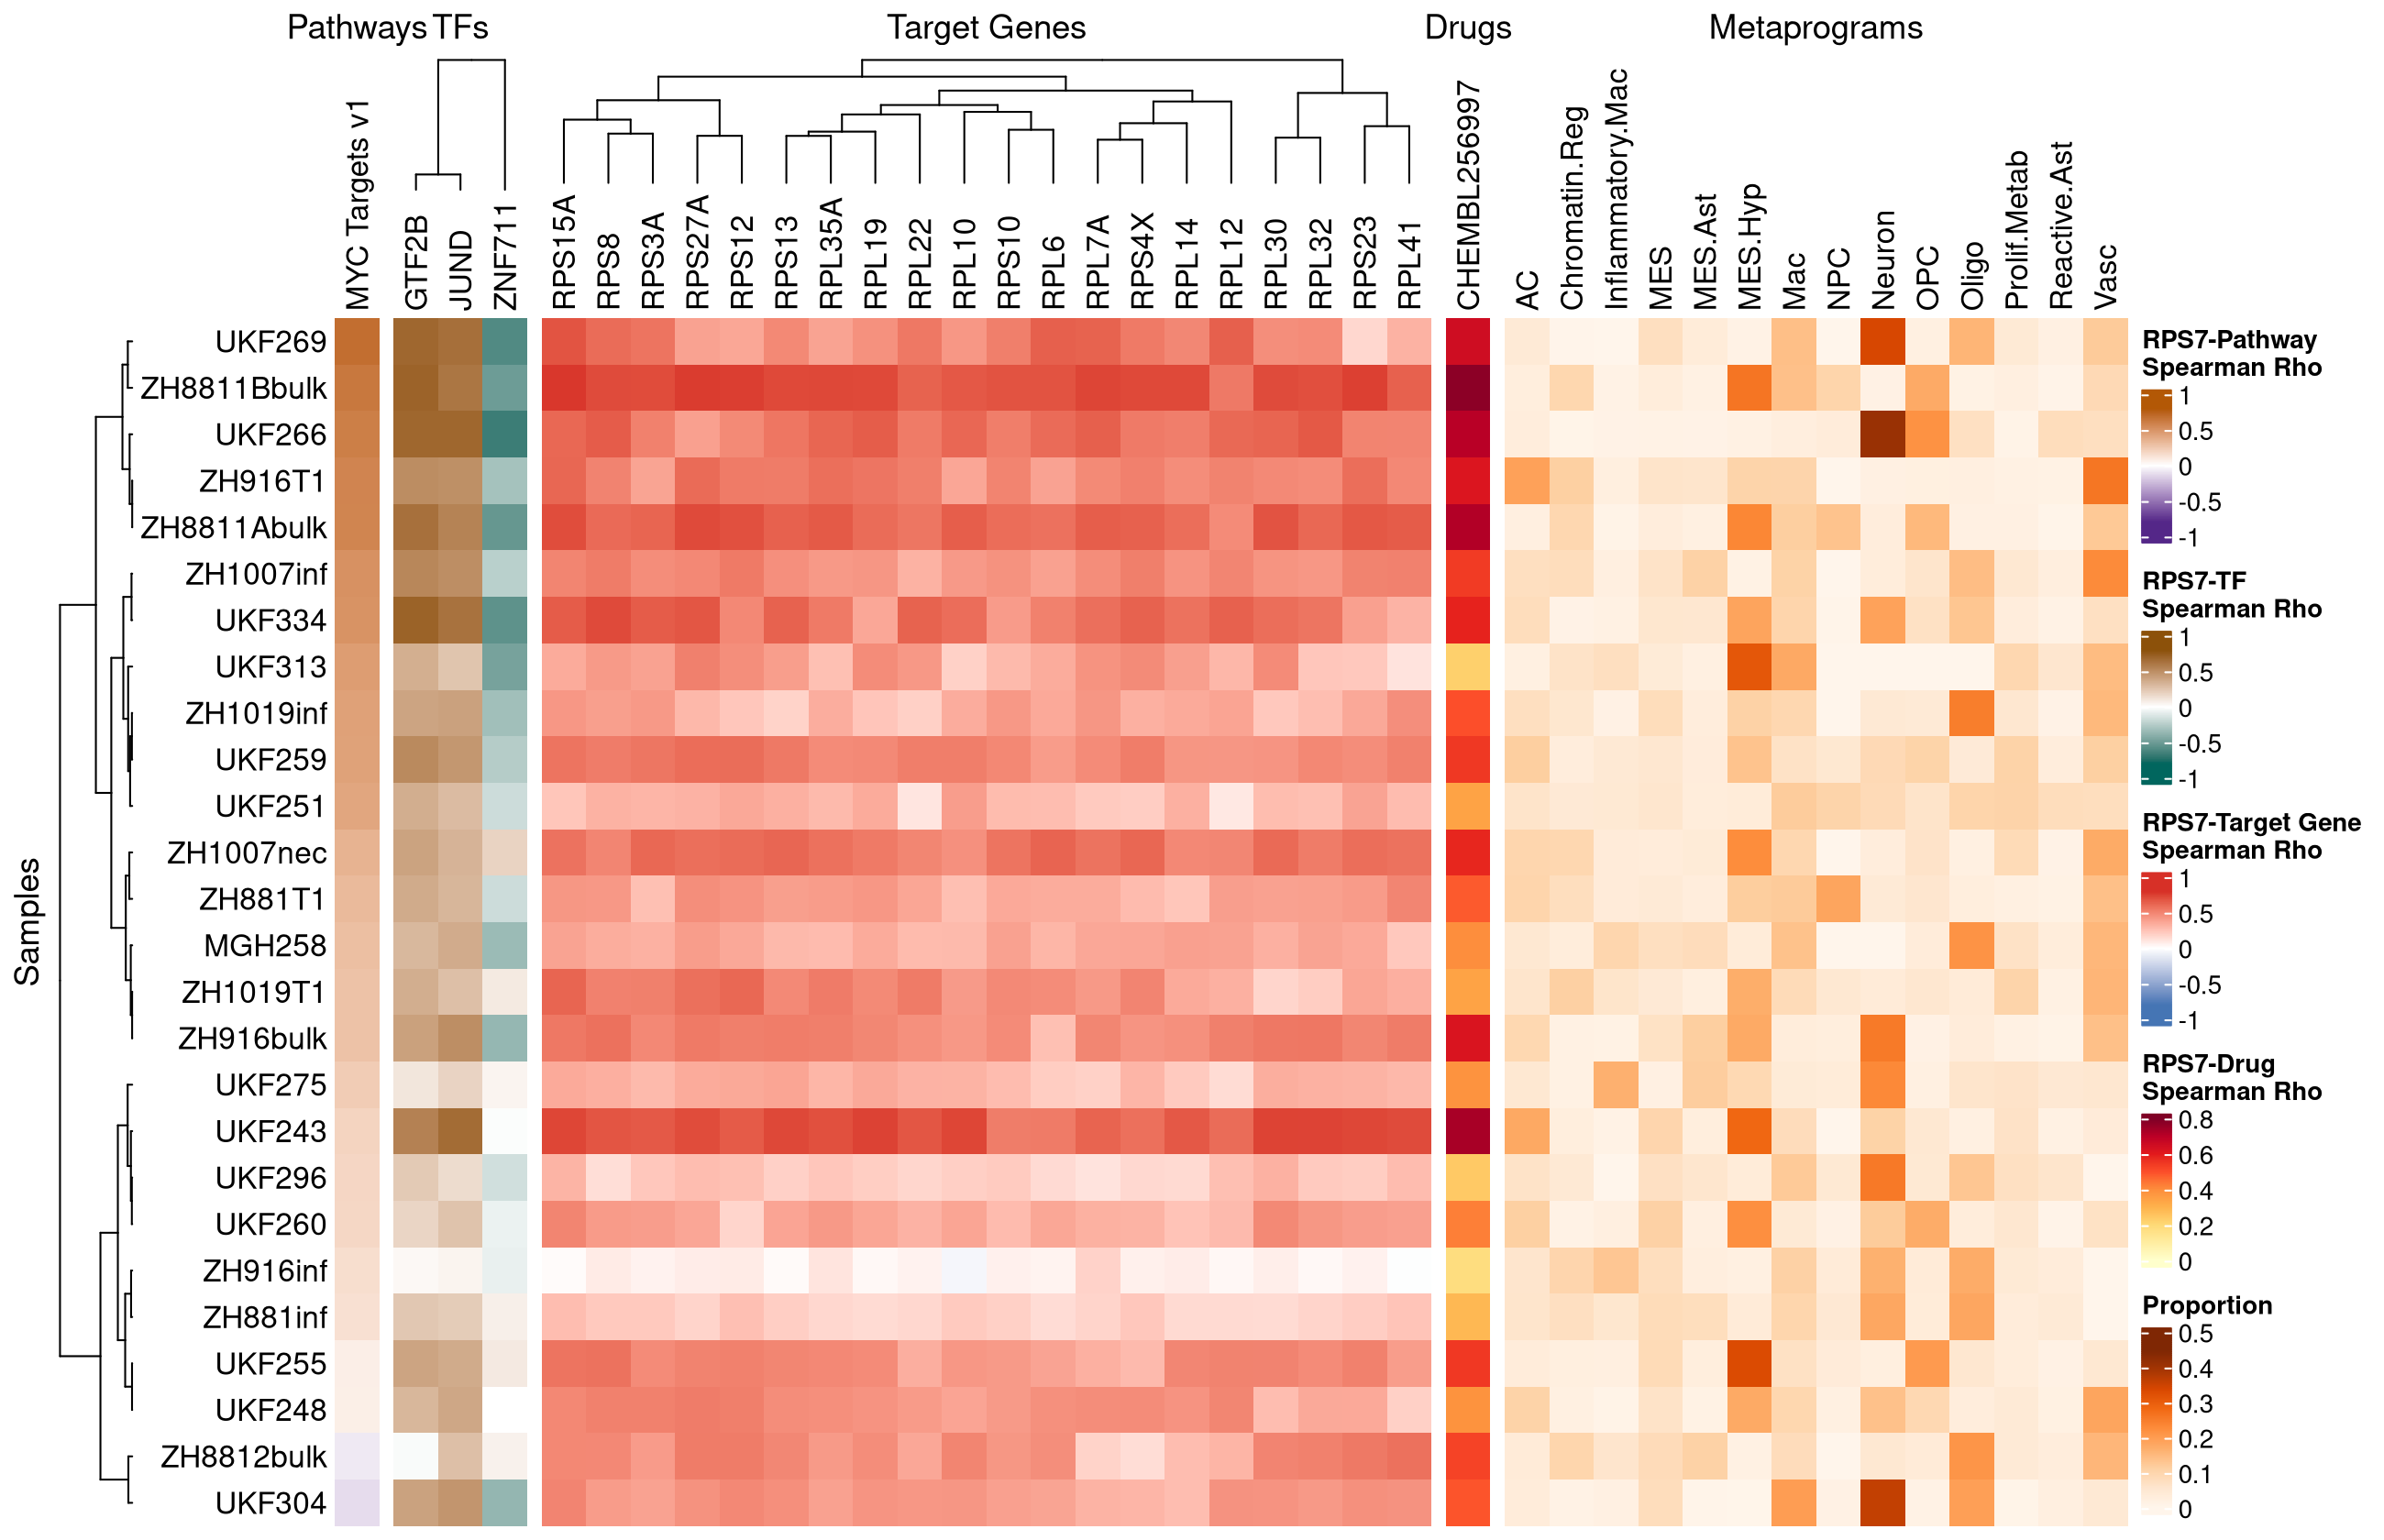 Pathways TFs Target Genes Drugs Metaprograms
MYC Targets v1
GTF2B
JUND
ZNF711
RPS15A
RPS8
RPS3A
RPS27A
RPS12
RPS13
RPL35A
RPL19
RPL22
RPL10
RPS10
RPL6
RPL7A
RPS4X
RPL14
RPL12
RPL30
RPL32
RPS23
RPL41
CHEMBL256997
AC
Chromatin.Reg
Inflammatory.Mac
MES
MES.Ast
MES.Hyp
Mac
NPC
Neuron
OPC
Oligo
Prolif.Metab
Reactive.Ast
Vasc
Samples
UKF269
ZH8811Bbulk
UKF266
ZH916T1
ZH8811Abulk
ZH1007inf
UKF334
UKF313
ZH1019inf
UKF259
UKF251
ZH1007nec
ZH881T1
MGH258
ZH1019T1
ZH916bulk
UKF275
UKF243
UKF296
UKF260
ZH916inf
ZH881inf
UKF255
UKF248
ZH8812bulk
UKF304
RPS7-Pathway
Spearman Rho
1
0.5
0
-0.5
-1
RPS7-TF
Spearman Rho
1
0.5
0
-0.5
-1
RPS7-Target Gene
Spearman Rho
1
0.5
0
-0.5
-1
RPS7-Drug
Spearman Rho
0.8
0.6
0.4
0.2
0
Proportion
0.5
0.4
0.3
0.2
0.1
0